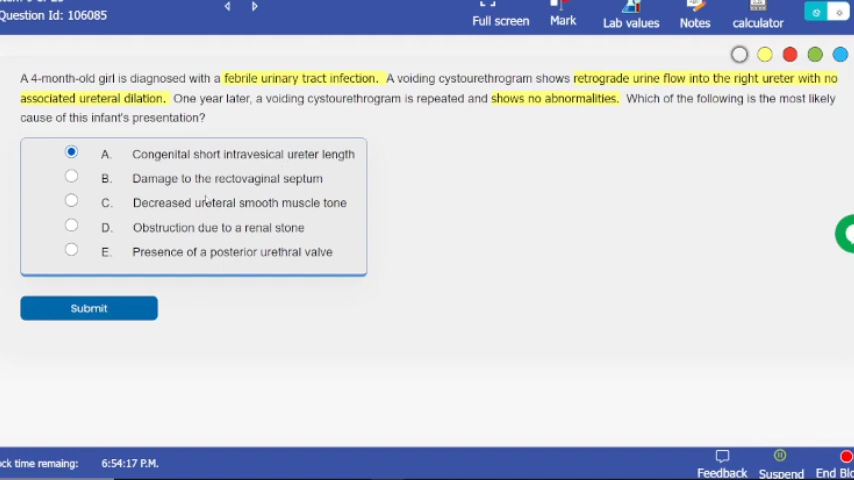 Question Id: 106085
Full screen
Mark
Lab values
Notes
calculator
A 4-month-old girl is diagnosed with a febrile urinary tract infection. A voiding cystourethrogram shows retrograde urine flow into the right ureter with no
associated ureteral dilation. One year later, a voiding cystourethrogram is repeated and shows no abnormalities. Which of the following is the most likely
cause of this infant's presentation?
A. Congenital short intravesical ureter length
B. Damage to the rectovaginal septum
C. Decreased ureteral smooth muscle tone
D. Obstruction due to a renal stone
E. Presence of a posterior urethral valve
Submit
ock time remaing: 6:54:17 P.M.
Feedback
Suspend
End Blo